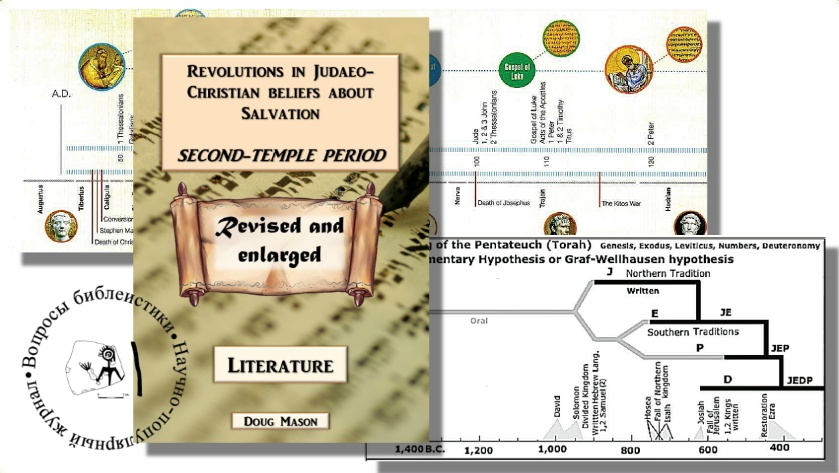 REVOLUTIONS IN JUDAEO-
CHRISTIAN BELIEFS ABOUT
SALVATION
SECOND-TEMPLE PERIOD
Revised and
enlarged
LITERATURE
DOUG MASON
A.D.
50
1 Thessalonians
Augustus
Tiberius
Caligula
Conversion
Stephen Ma
Death of Chris
Gospel of
Luke
Jude
1, 2 & 3 John
2 Thessalonians
Gospel of Luke
Acts of the Apostles
1 Peter
1 & 2 Timothy
Titus
2 Peter
100
110
120
Nerva
Death of Josephus
Trojan
The Kitos War
Hadrian
g of the Pentateuch (Torah) Genesis, Exodus, Leviticus, Numbers, Deuteronomy
mentary Hypothesis or Graf-Wellhausen hypothesis
J Northern Tradition
Written
Oral
E JE
Southern Traditions
P JEP
D JEDP
David
Solomon
Divided Kingdom
Written Hebrew Lang,
1,2 Samuel(?)
Hosea
Fall of Northern
kingdom
Isaih
Josiah
Fall of
Jerusalem
1,2 Kings
written
Restoration
Ezra
1,400 B.C. 1,200 1,000 800 600 400
• Вопросы библеистики • Научно-популярный журнал